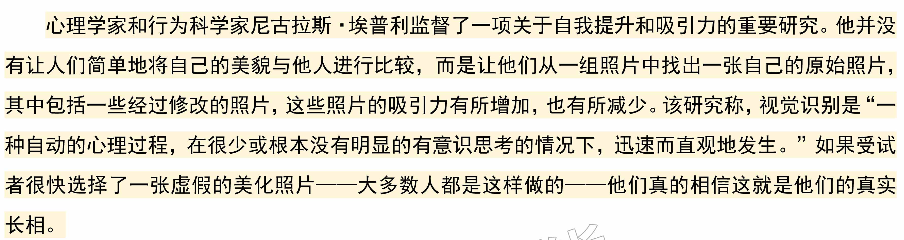 心理学家和行为科学家尼古拉斯·埃普利监督了一项关于自我提升和吸引力的重要研究。他并没
有让人们简单地将自己的美貌与他人进行比较，而是让他们从一组照片中找出一张自己的原始照片，
其中包括一些经过修改的照片，这些照片的吸引力有所增加，也有所减少。该研究称，视觉识别是“一
种自动的心理过程，在很少或根本没有明显的有意识思考的情况下，迅速而直观地发生。”如果受试
者很快选择了一张虚假的美化照片——大多数人都是这样做的——他们真的相信这就是他们的真实
长相。